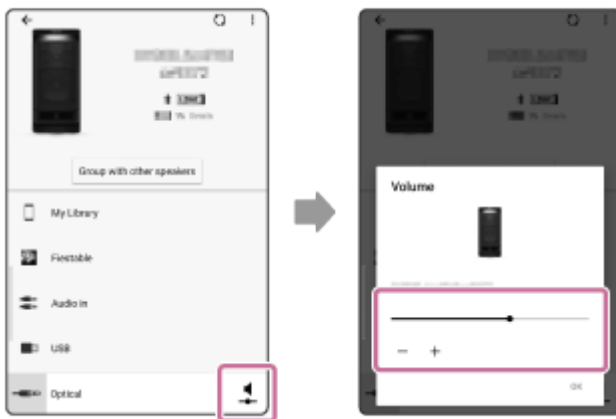 Group with other speakers
My Library
Fiestable
Audio in
USB
Optical
Volume
OK